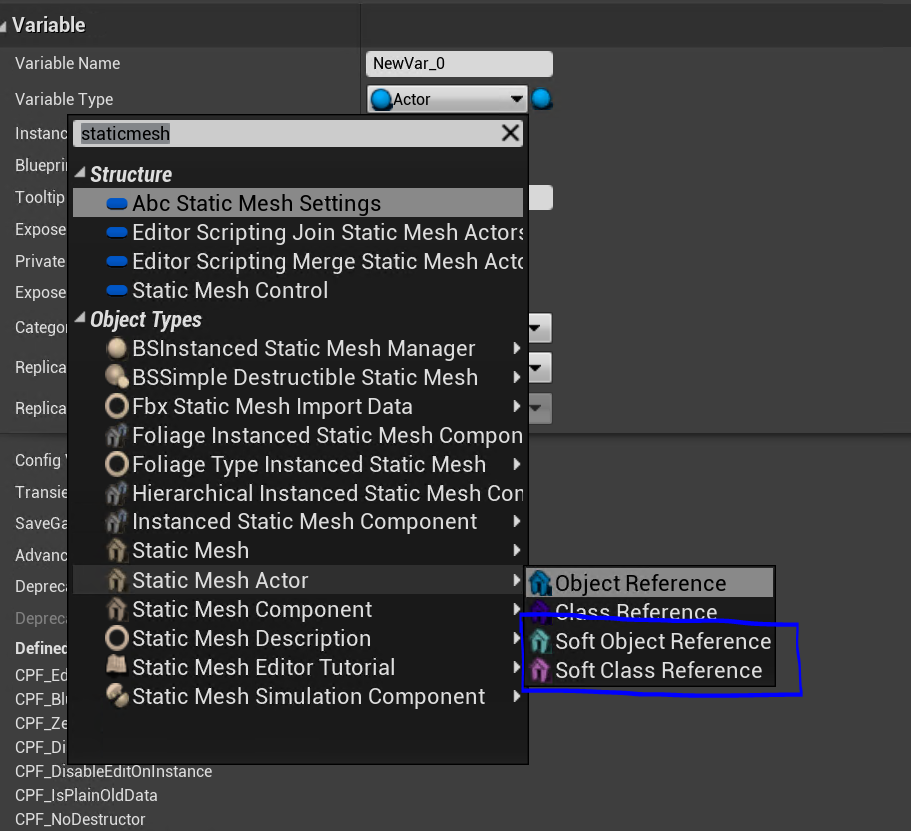 Variable
Variable Name
NewVar_0
Variable Type
Actor
Instanc
staticmesh
Blueprin
Structure
Tooltip
Abc Static Mesh Settings
Expose
Editor Scripting Join Static Mesh Actors
Private
Editor Scripting Merge Static Mesh Acto
Expose
Static Mesh Control
Categor
Object Types
BSInstanced Static Mesh Manager
Replica
BSSimple Destructible Static Mesh
Replica
Fbx Static Mesh Import Data
Foliage Instanced Static Mesh Compon
Config V
Foliage Type Instanced Static Mesh
Transie
Hierarchical Instanced Static Mesh Con
SaveGa
Instanced Static Mesh Component
Advanc
Static Mesh
Depreca
Static Mesh Actor
Object Reference
Depreca
Static Mesh Component
Class Reference
Defined
Static Mesh Description
Soft Object Reference
CPF_Ed
Static Mesh Editor Tutorial
Soft Class Reference
CPF_Blu
Static Mesh Simulation Component
CPF_Ze
CPF_Di
CPF_DisableEditOnInstance
CPF_IsPlainOldData
CPF_NoDestructor